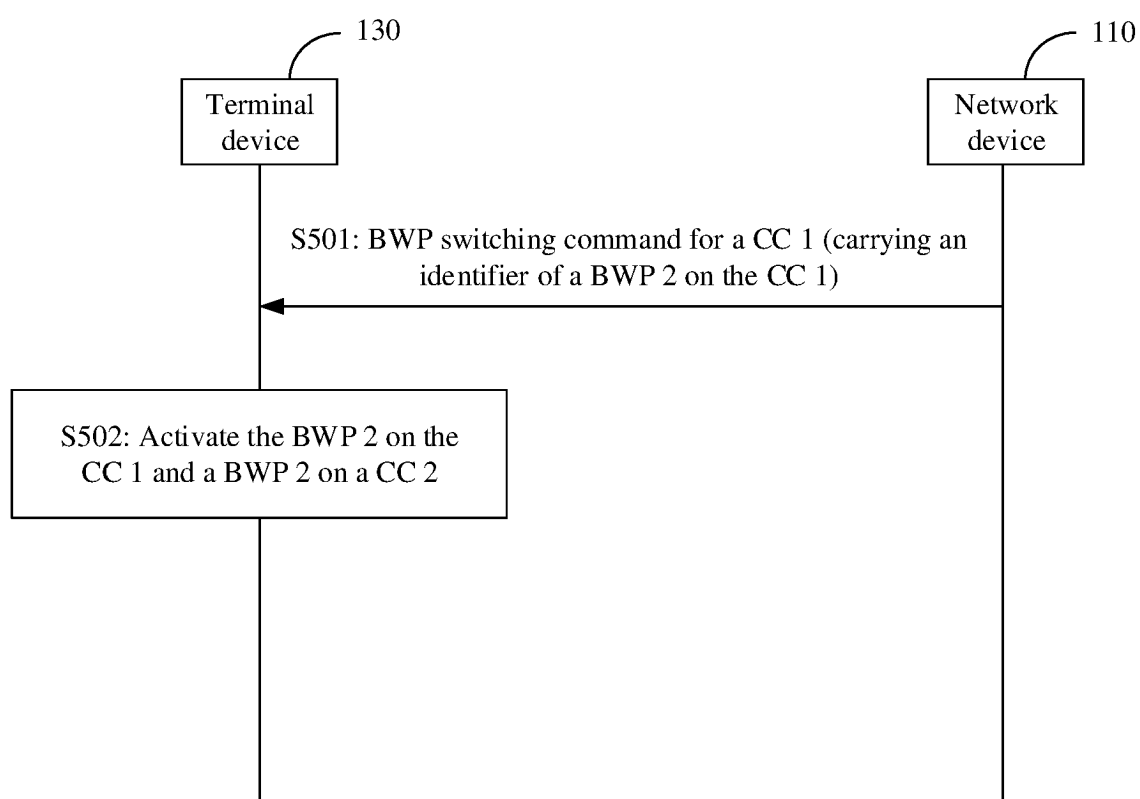 130
110
Terminal
device
Network
device
S501: BWP switching command for a CC 1 (carrying an
identifier of a BWP 2 on the CC 1)
S502: Activate the BWP 2 on the
CC 1 and a BWP 2 on a CC 2